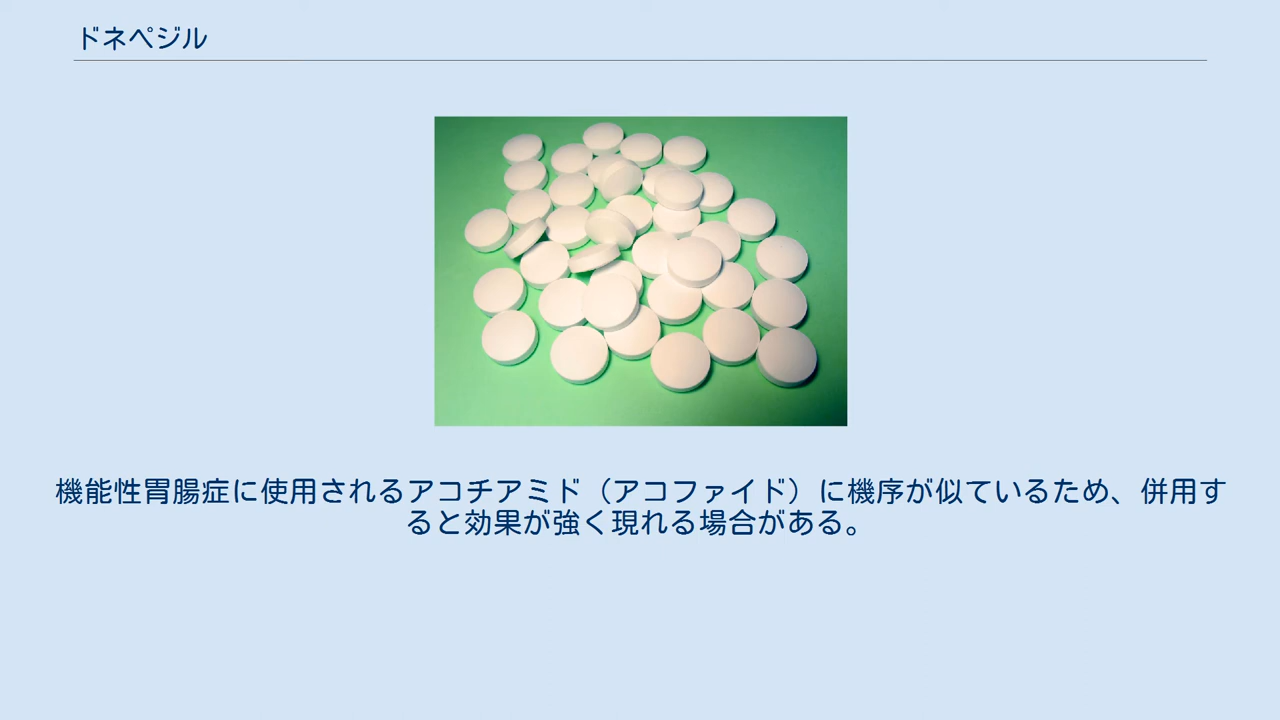 ドネペジル
機能性胃腸症に使用されるアコチアミド（アコファイド）に機序が似ているため、併用す
ると効果が強く現れる場合がある。